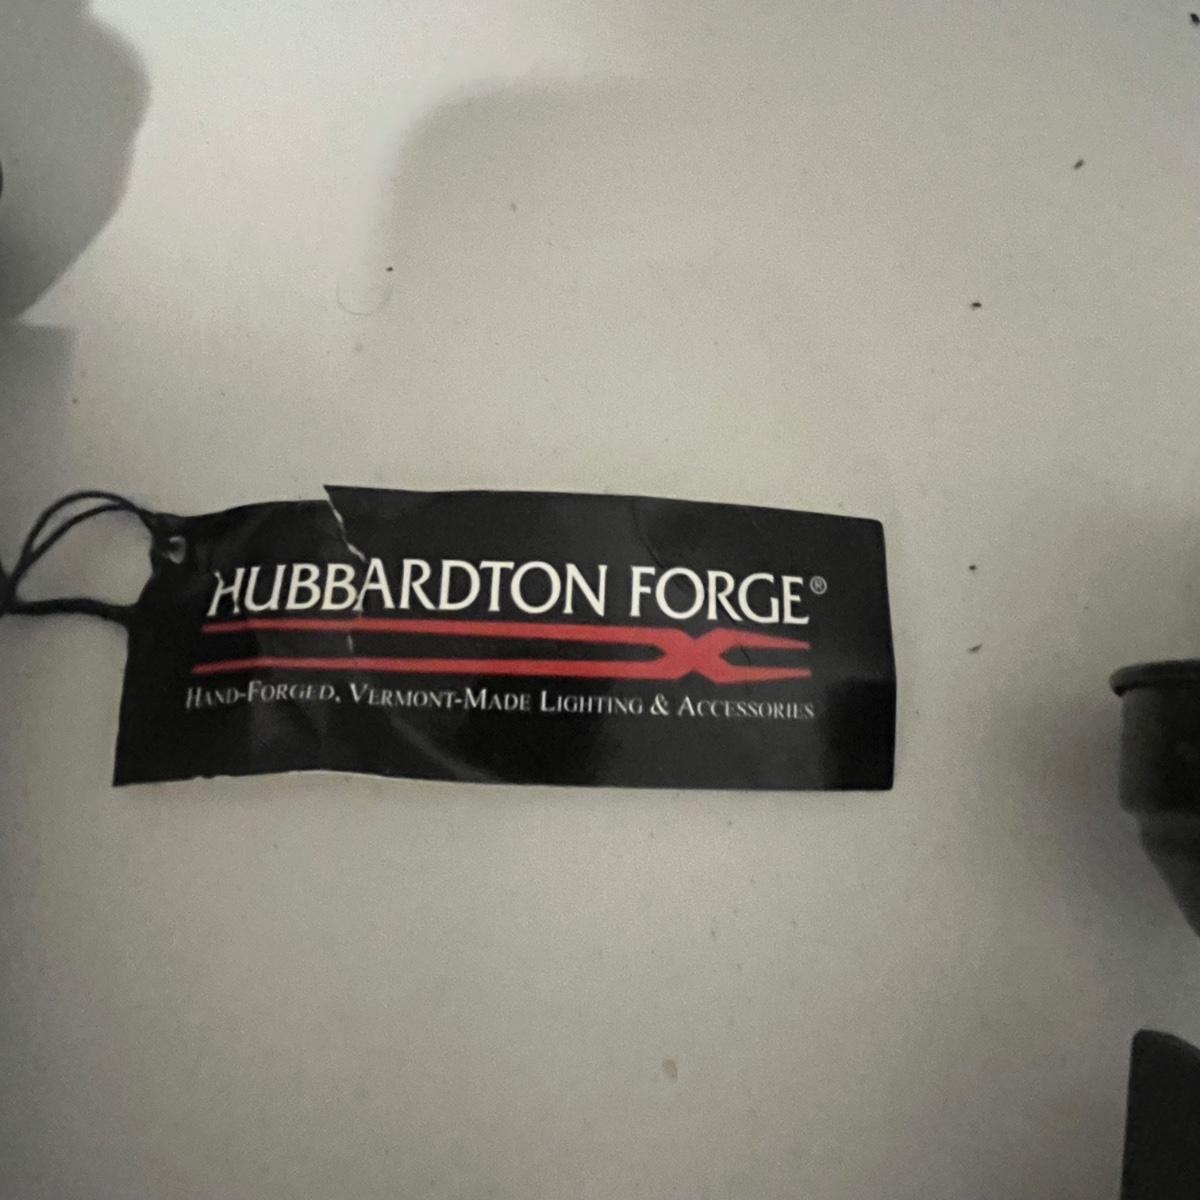 HUBBARDTON FORGE®
HAND-FORGED, VERMONT-MADE LIGHTING & ACCESSORIES